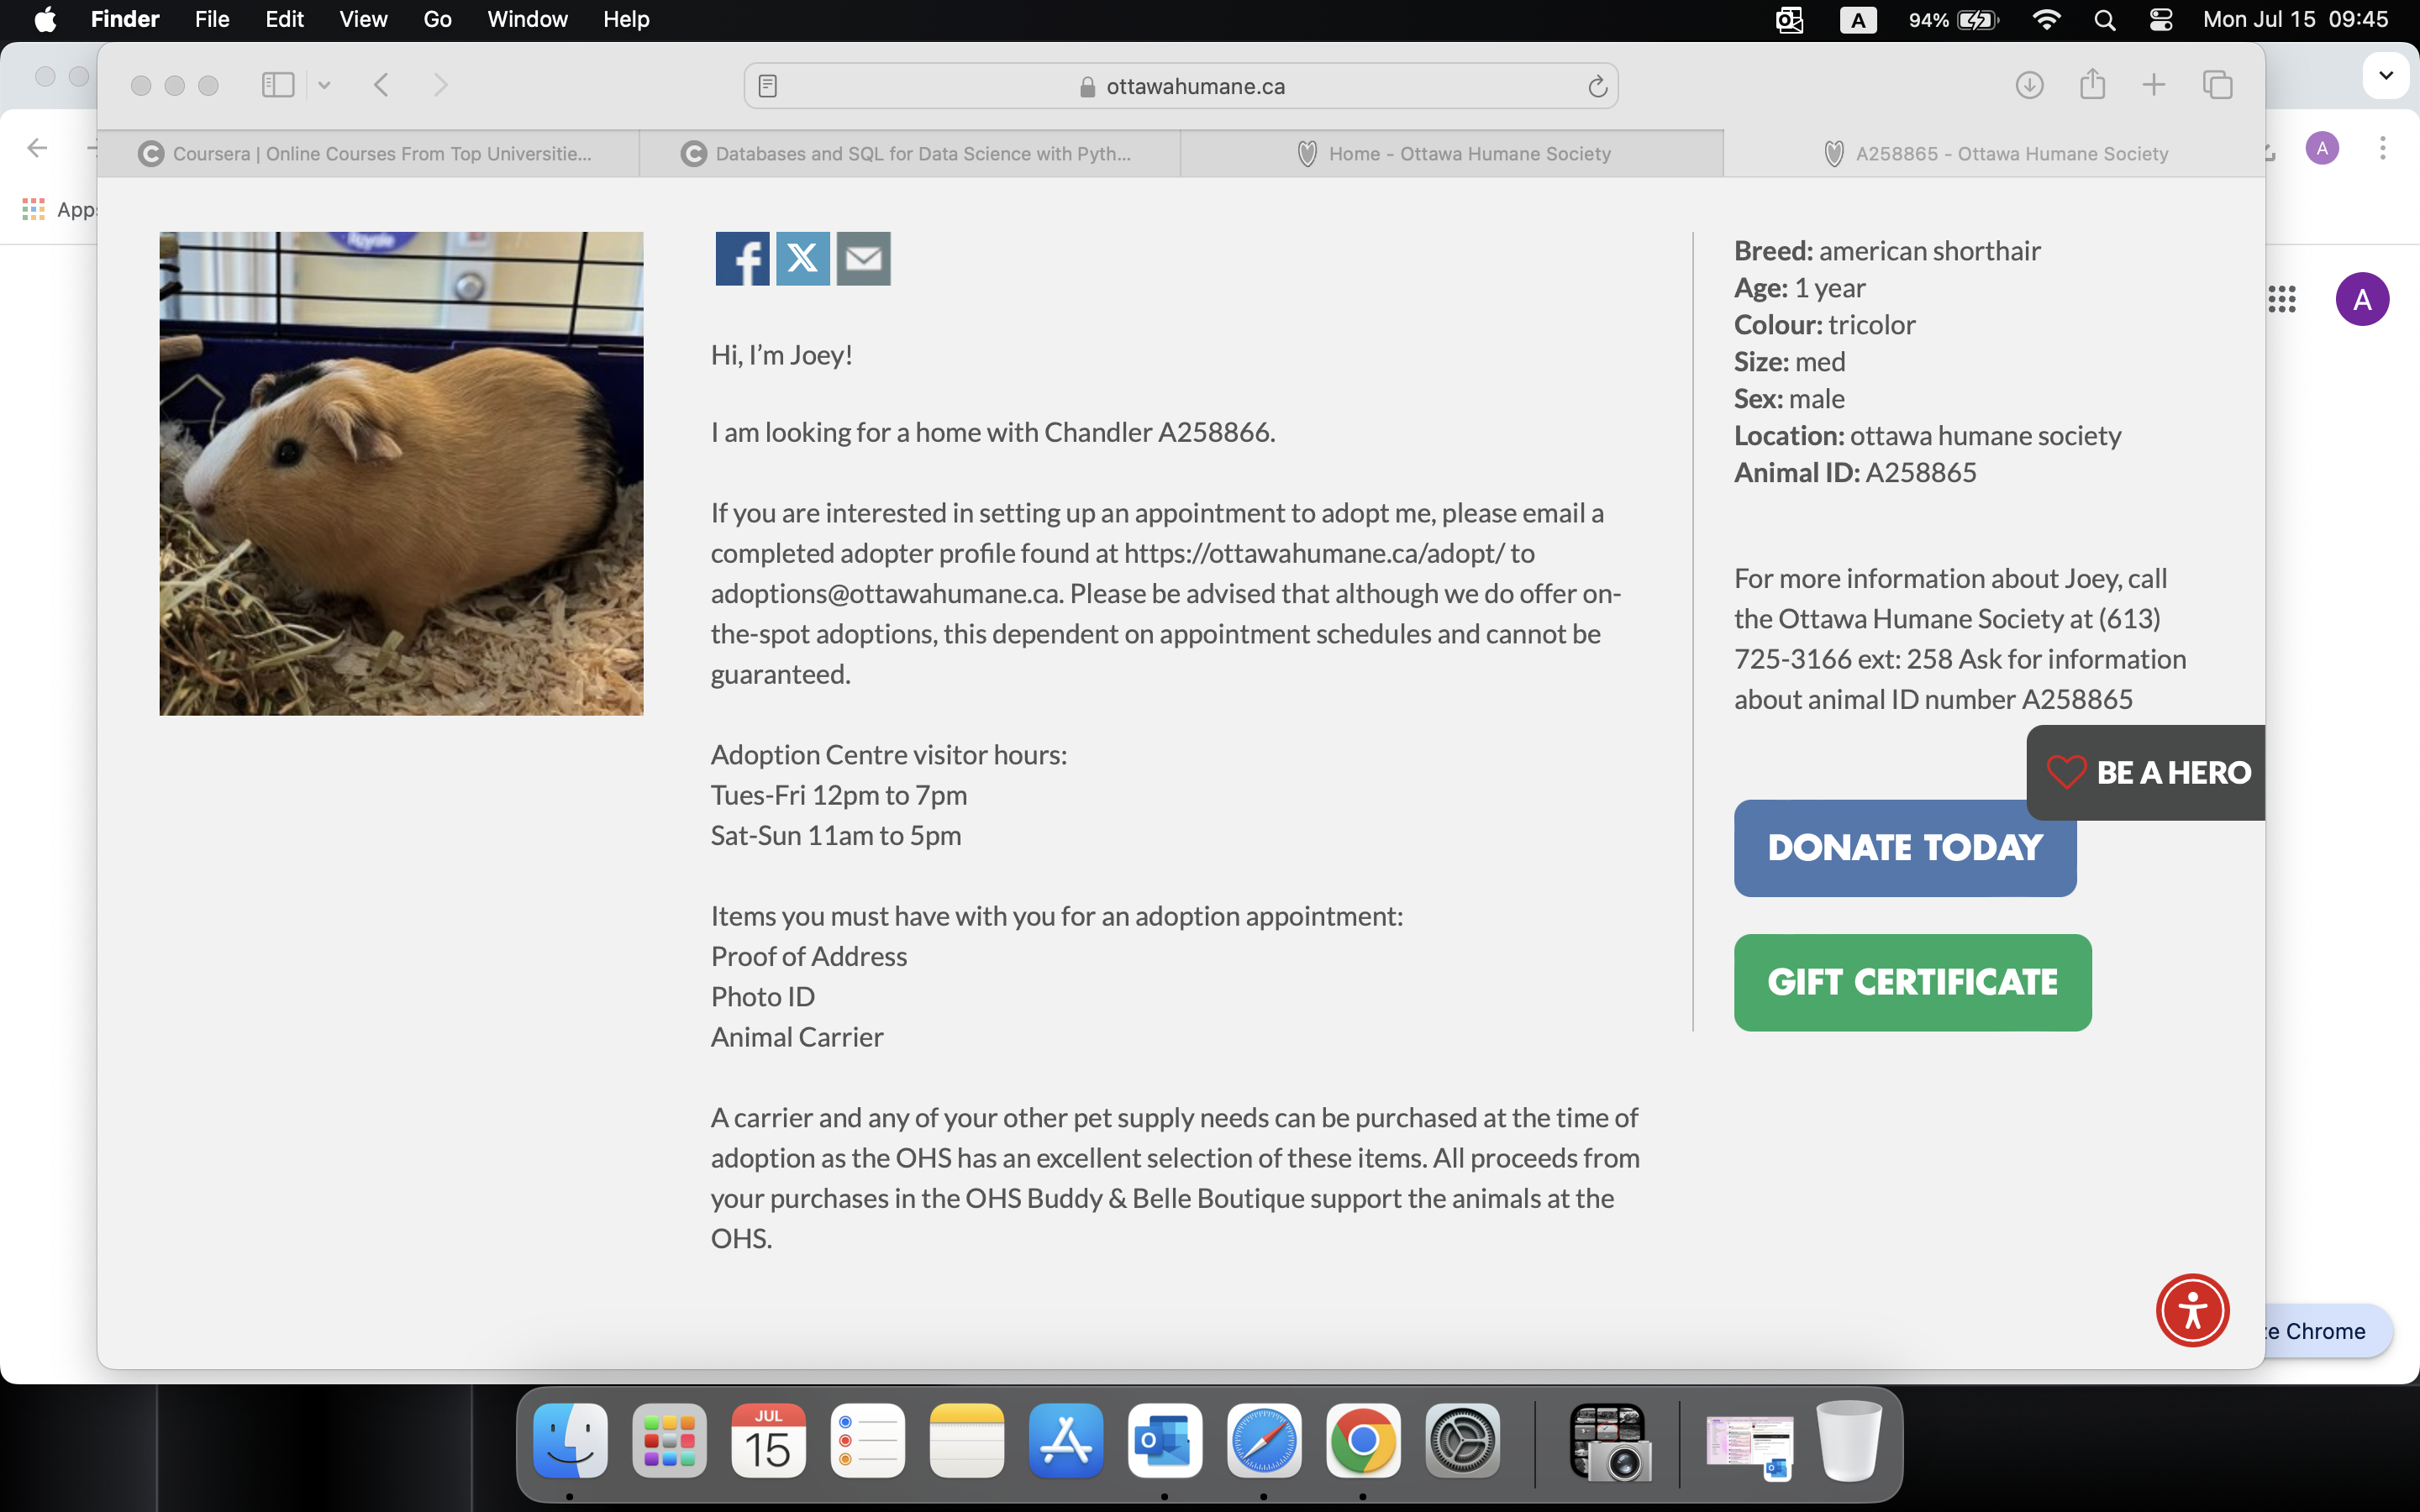 Finder File Edit View Go Window Help
A 94% Mon Jul 15 09:45
ottawahumane.ca
Coursera | Online Courses From Top Universitie...
Databases and SQL for Data Science with Pyth...
Home - Ottawa Humane Society
A258865 - Ottawa Humane Society
A
Apps
A
Hi, I’m Joey!
I am looking for a home with Chandler A258866.
If you are interested in setting up an appointment to adopt me, please email a
completed adopter profile found at https://ottawahumane.ca/adopt/ to
adoptions@ottawahumane.ca. Please be advised that although we do offer on-
the-spot adoptions, this dependent on appointment schedules and cannot be
guaranteed.
Adoption Centre visitor hours:
Tues-Fri 12pm to 7pm
Sat-Sun 11am to 5pm
Items you must have with you for an adoption appointment:
Proof of Address
Photo ID
Animal Carrier
A carrier and any of your other pet supply needs can be purchased at the time of
adoption as the OHS has an excellent selection of these items. All proceeds from
your purchases in the OHS Buddy & Belle Boutique support the animals at the
OHS.
Breed: american shorthair
Age: 1 year
Colour: tricolor
Size: med
Sex: male
Location: ottawa humane society
Animal ID: A258865
For more information about Joey, call
the Ottawa Humane Society at (613)
725-3166 ext: 258 Ask for information
about animal ID number A258865
BE A HERO
DONATE TODAY
GIFT CERTIFICATE
Chrome
JUL
15